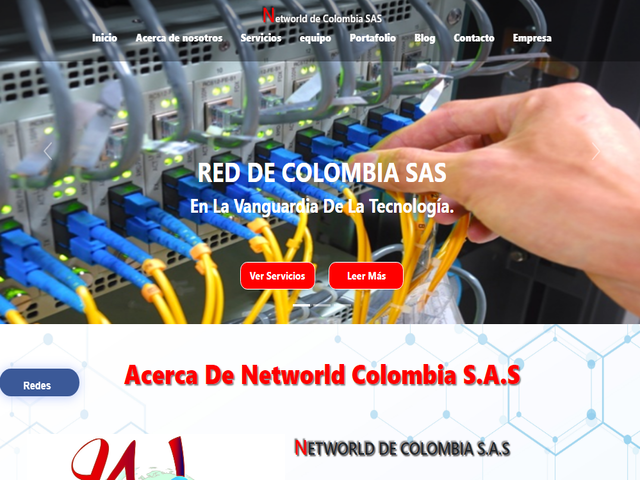 Networld de Colombia SAS
Inicio Acerca de nosotros Servicios equipo Portafolio Blog Contacto Empresa
RED DE COLOMBIA SAS
En La Vanguardia De La Tecnología.
Ver Servicios Leer Más
Acerca De Networld Colombia S.A.S
Redes
NETWORLD DE COLOMBIA S.A.S